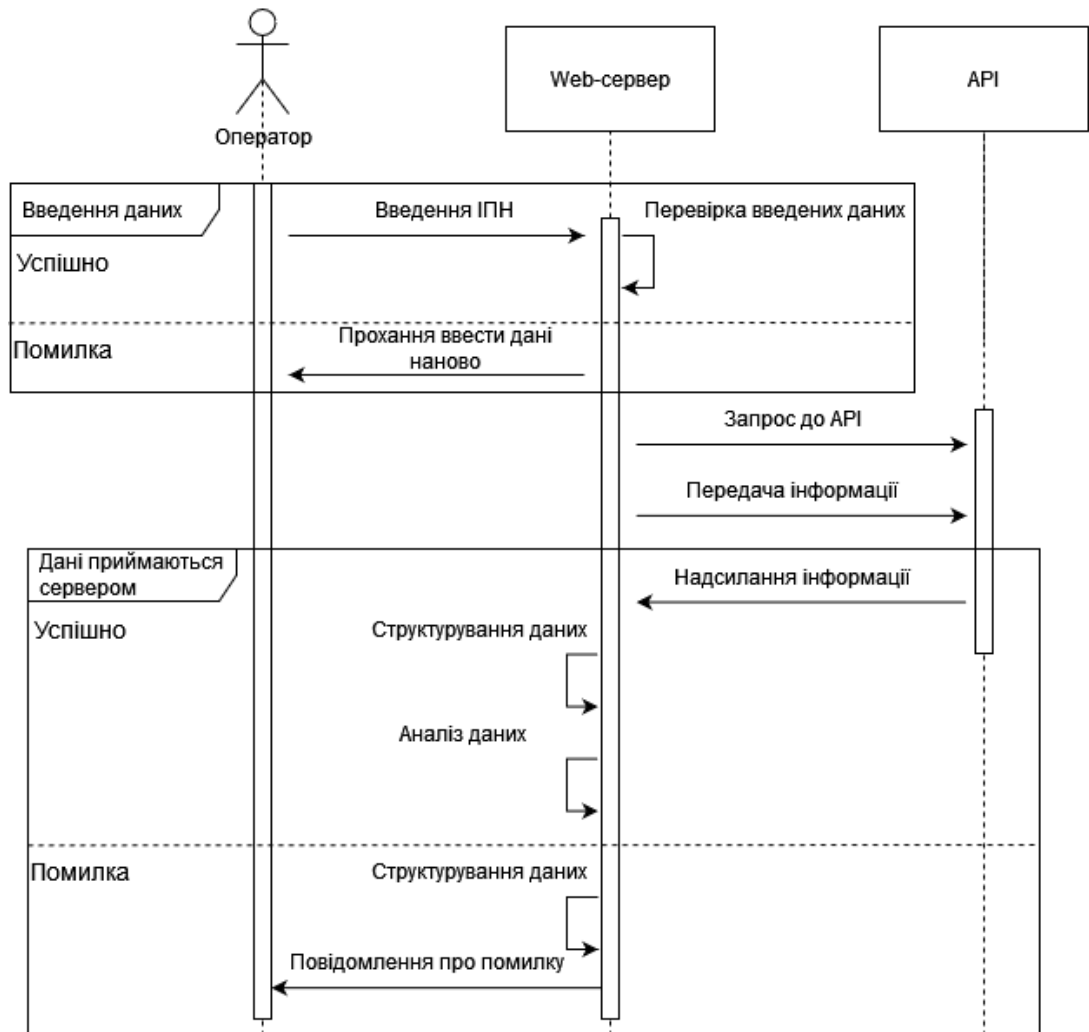 Оператор
Web-сервер
API
Введення даних
Введення ІПН
Перевірка введених даних
Успішно
Помилка
Прохання ввести дані
наново
Запрос до API
Передача інформації
Дані приймаються
сервером
Надсилання інформації
Успішно
Структурування даних
Аналіз даних
Помилка
Структурування даних
Повідомлення про помилку